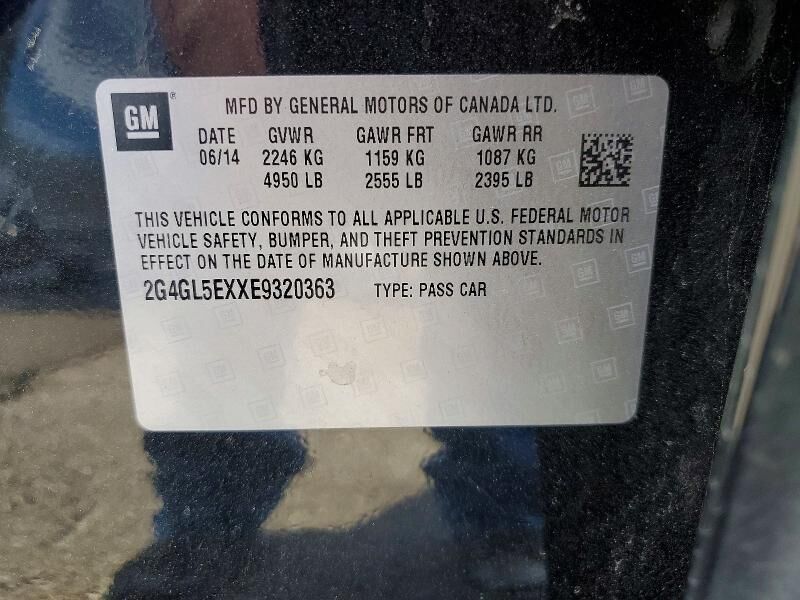 GM ® MFD BY GENERAL MOTORS OF CANADA LTD.
DATE GVWR GAWR FRT GAWR RR
06/14 2246 KG 1159 KG 1087 KG
4950 LB 2555 LB 2395 LB
THIS VEHICLE CONFORMS TO ALL APPLICABLE U.S. FEDERAL MOTOR
VEHICLE SAFETY, BUMPER, AND THEFT PREVENTION STANDARDS IN
EFFECT ON THE DATE OF MANUFACTURE SHOWN ABOVE.
2G4GL5EXXE9320363 TYPE: PASS CAR